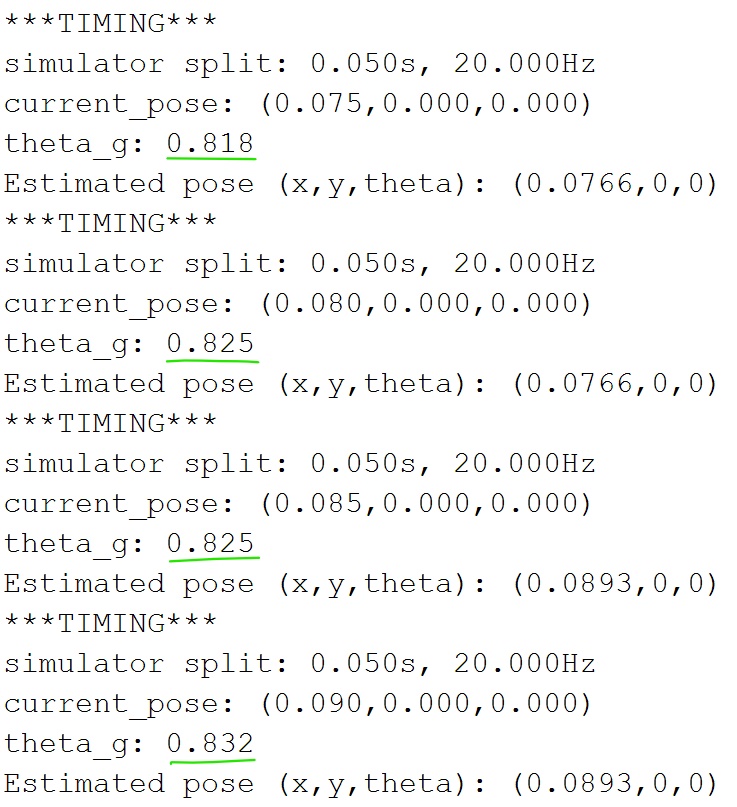 ***TIMING***
simulator split: 0.050s, 20.000Hz
current_pose: (0.075,0.000,0.000)
theta_g: 0.818
Estimated pose (x,y,theta): (0.0766,0,0)
***TIMING***
simulator split: 0.050s, 20.000Hz
current_pose: (0.080,0.000,0.000)
theta_g: 0.825
Estimated pose (x,y,theta): (0.0766,0,0)
***TIMING***
simulator split: 0.050s, 20.000Hz
current_pose: (0.085,0.000,0.000)
theta_g: 0.825
Estimated pose (x,y,theta): (0.0893,0,0)
***TIMING***
simulator split: 0.050s, 20.000Hz
current_pose: (0.090,0.000,0.000)
theta_g: 0.832
Estimated pose (x,y,theta): (0.0893,0,0)